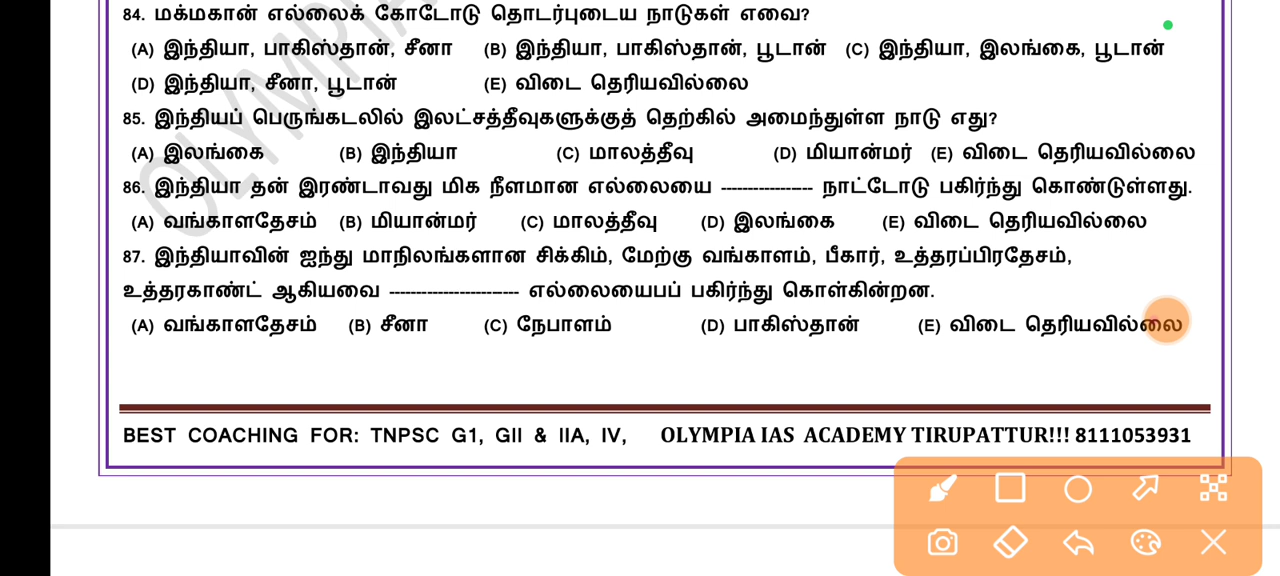 84. மக்மகான் எல்லைக் கோடோடு தொடர்புடைய நாடுகள் எவை?
(A) இந்தியா, பாகிஸ்தான், சீனா (B) இந்தியா, பாகிஸ்தான், பூடான் (C) இந்தியா, இலங்கை, பூடான்
(D) இந்தியா, சீனா, பூடான் (E) விடை தெரியவில்லை
85. இந்தியப் பெருங்கடலில் இலட்சத்தீவுகளுக்குத் தெற்கில் அமைந்துள்ள நாடு எது?
(A) இலங்கை (B) இந்தியா (C) மாலத்தீவு (D) மியான்மர் (E) விடை தெரியவில்லை
86. இந்தியா தன் இரண்டாவது மிக நீளமான எல்லையை ----------------- நாட்டோடு பகிர்ந்து கொண்டுள்ளது.
(A) வங்காளதேசம் (B) மியான்மர் (C) மாலத்தீவு (D) இலங்கை (E) விடை தெரியவில்லை
87. இந்தியாவின் ஐந்து மாநிலங்களான சிக்கிம், மேற்கு வங்காளம், பீகார், உத்தரப்பிரதேசம்,
உத்தரகாண்ட் ஆகியவை ------------------------ எல்லையைபப் பகிர்ந்து கொள்கின்றன.
(A) வங்காளதேசம் (B) சீனா (C) நேபாளம் (D) பாகிஸ்தான் (E) விடை தெரியவில்லை
BEST COACHING FOR: TNPSC G1, GII & IIA, IV, OLYMPIA IAS ACADEMY TIRUPATTUR!!! 8111053931
OLYMPIA